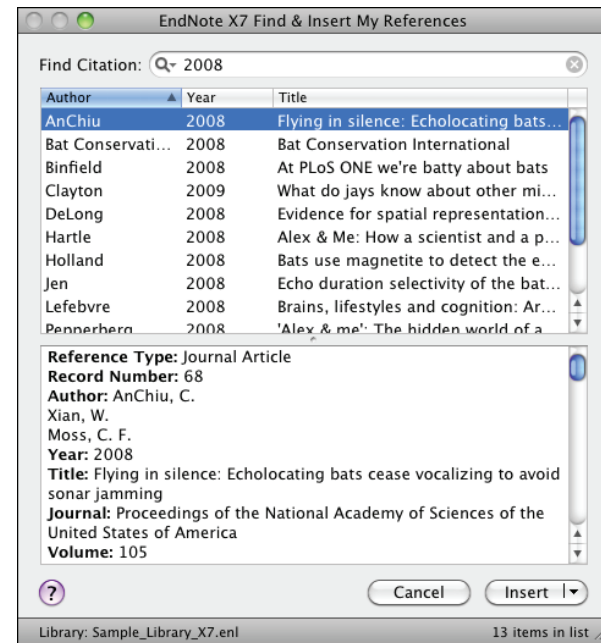 EndNote X7 Find & Insert My References
Find Citation: 2008
Author Year Title
AnChiu 2008 Flying in silence: Echolocating bats...
Bat Conservati... 2008 Bat Conservation International
Binfield 2008 At PLoS ONE we're batty about bats
Clayton 2009 What do jays know about other mi...
DeLong 2008 Evidence for spatial representation...
Hartle 2008 Alex & Me: How a scientist and a p...
Holland 2008 Bats use magnetite to detect the e...
Jen 2008 Echo duration selectivity of the bat...
Lefebvre 2008 Brains, lifestyles and cognition: Ar...
Pepperberg 2008 'Alex & me': The hidden world of a
Reference Type: Journal Article
Record Number: 68
Author: AnChiu, C.
Xian, W.
Moss, C. F.
Year: 2008
Title: Flying in silence: Echolocating bats cease vocalizing to avoid
sonar jamming
Journal: Proceedings of the National Academy of Sciences of the
United States of America
Volume: 105
? Cancel Insert
Library: Sample_Library_X7.enl 13 items in list